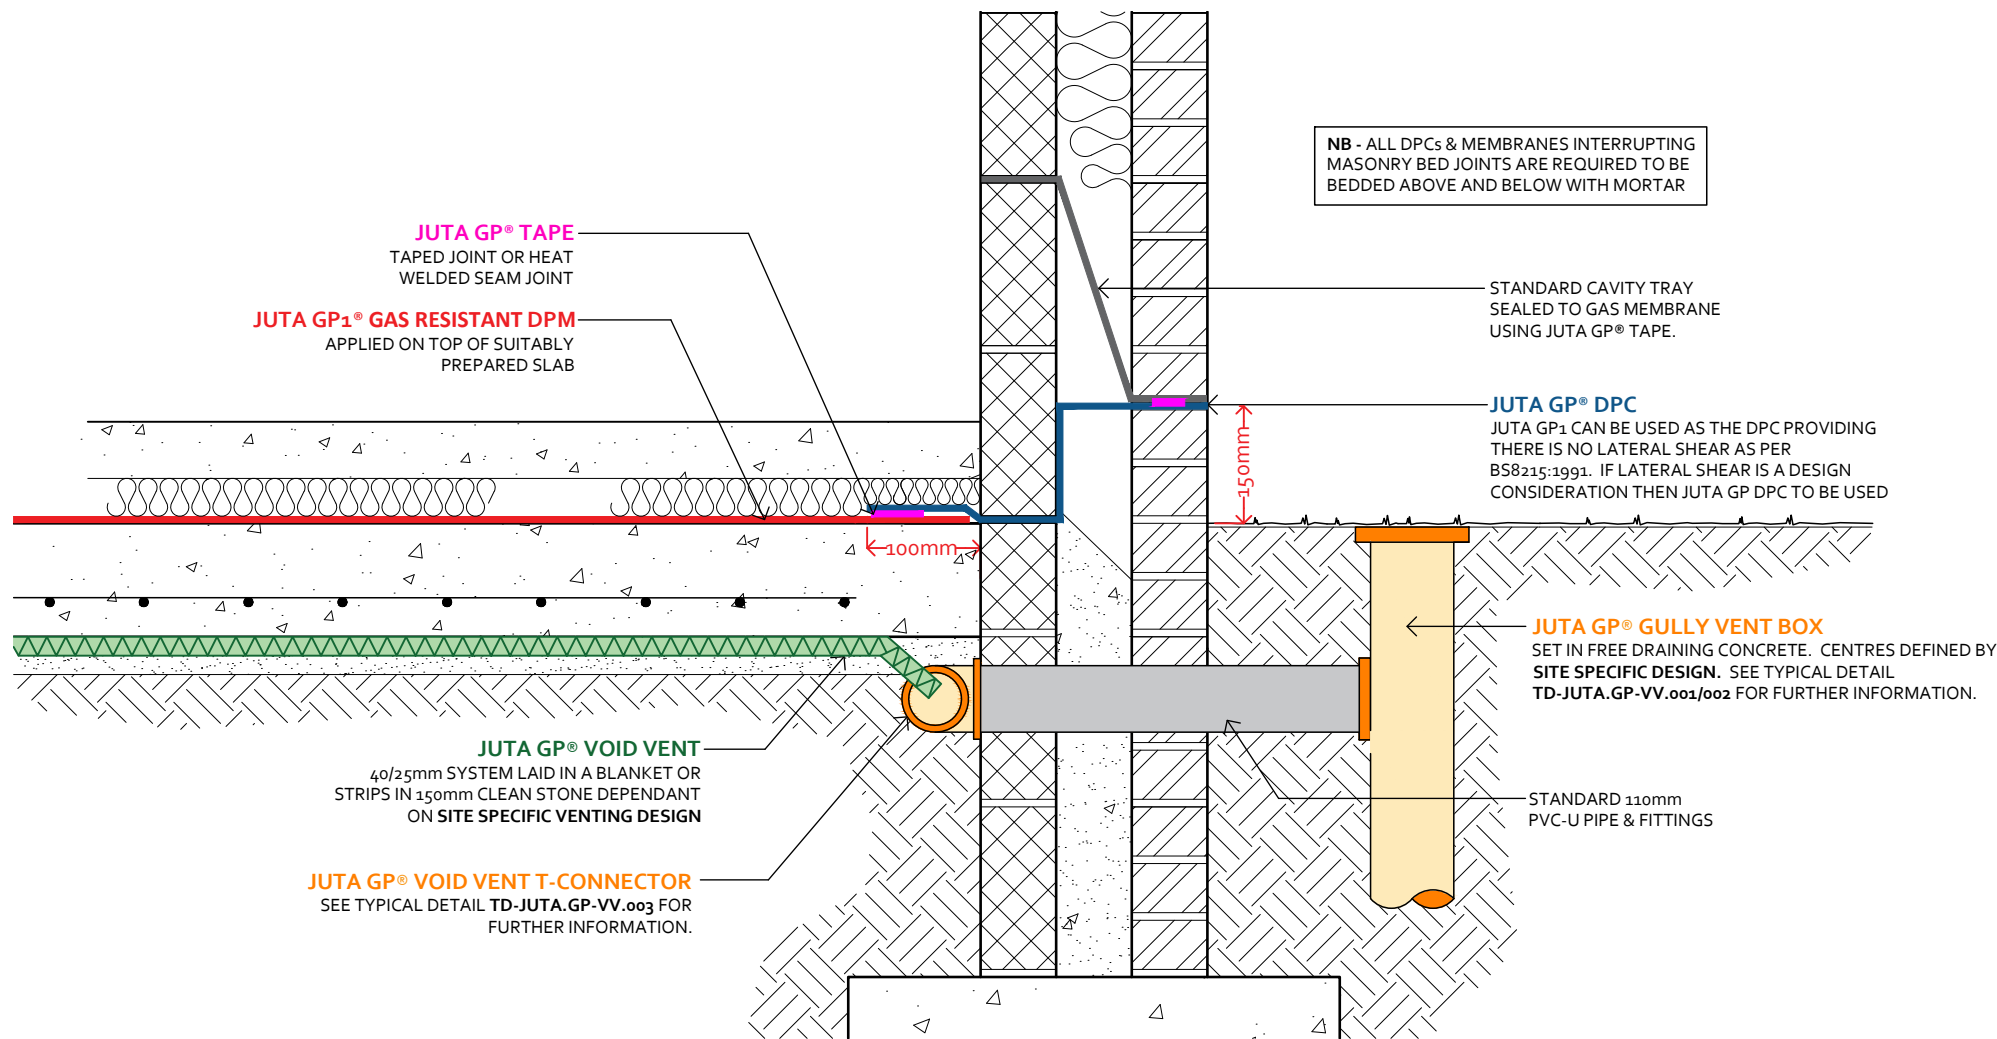 NB - ALL DPCs & MEMBRANES INTERRUPTING
MASONRY BED JOINTS ARE REQUIRED TO BE
BEDDED ABOVE AND BELOW WITH MORTAR
JUTA GP® TAPE
TAPED JOINT OR HEAT
WELDED SEAM JOINT
JUTA GP1® GAS RESISTANT DPM
APPLIED ON TOP OF SUITABLY
PREPARED SLAB
STANDARD CAVITY TRAY
SEALED TO GAS MEMBRANE
USING JUTA GP® TAPE.
JUTA GP® DPC
JUTA GP1 CAN BE USED AS THE DPC PROVIDING
THERE IS NO LATERAL SHEAR AS PER
BS8215:1991. IF LATERAL SHEAR IS A DESIGN
CONSIDERATION THEN JUTA GP DPC TO BE USED
150mm
100mm
JUTA GP® GULLY VENT BOX
SET IN FREE DRAINING CONCRETE. CENTRES DEFINED BY
SITE SPECIFIC DESIGN. SEE TYPICAL DETAIL
TD-JUTA.GP-VV.001/002 FOR FURTHER INFORMATION.
JUTA GP® VOID VENT
40/25mm SYSTEM LAID IN A BLANKET OR
STRIPS IN 150mm CLEAN STONE DEPENDANT
ON SITE SPECIFIC VENTING DESIGN
STANDARD 110mm
PVC-U PIPE & FITTINGS
JUTA GP® VOID VENT T-CONNECTOR
SEE TYPICAL DETAIL TD-JUTA.GP-VV.003 FOR
FURTHER INFORMATION.